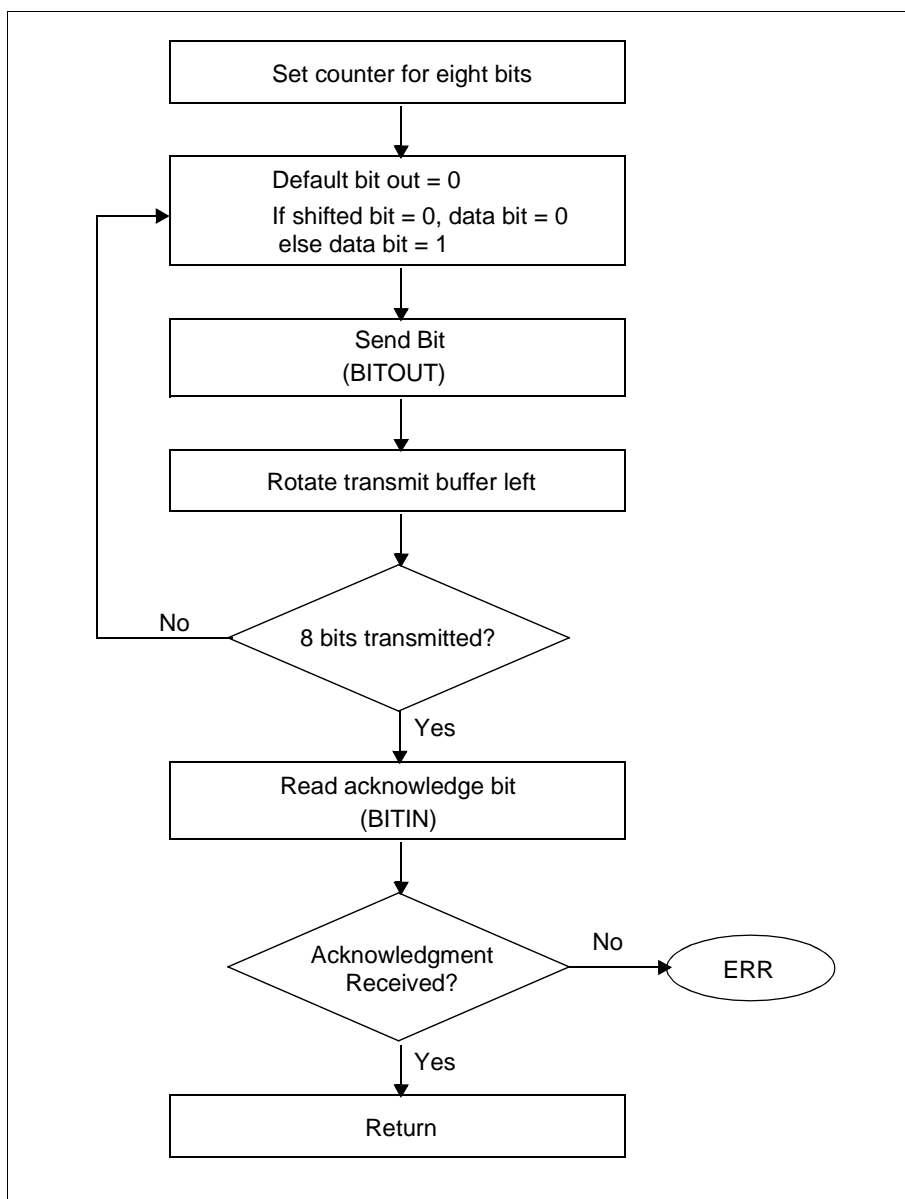 Set counter for eight bits
Default bit out = 0
If shifted bit = 0, data bit = 0
else data bit = 1
Send Bit
(BITOUT)
Rotate transmit buffer left
8 bits transmitted?
No
Yes
Read acknowledge bit
(BITIN)
Acknowledgment
Received?
No
ERR
Yes
Return